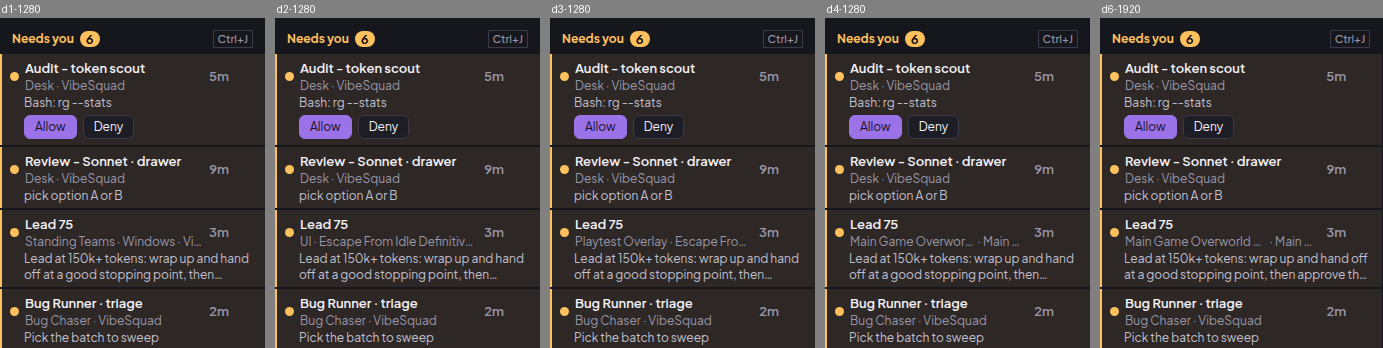 d1-1280
Needs you 6 Ctrl+J
Audit – token scout 5m
Desk · VibeSquad
Bash: rg --stats
Allow Deny
Review – Sonnet · drawer 9m
Desk · VibeSquad
pick option A or B
Lead 75 3m
Standing Teams · Windows · Vi...
Lead at 150k+ tokens: wrap up and hand
off at a good stopping point, then...
Bug Runner · triage 2m
Bug Chaser · VibeSquad
Pick the batch to sweep
d2-1280
Needs you 6 Ctrl+J
Audit – token scout 5m
Desk · VibeSquad
Bash: rg --stats
Allow Deny
Review – Sonnet · drawer 9m
Desk · VibeSquad
pick option A or B
Lead 75 3m
UI · Escape From Idle Definitiv...
Lead at 150k+ tokens: wrap up and hand
off at a good stopping point, then...
Bug Runner · triage 2m
Bug Chaser · VibeSquad
Pick the batch to sweep
d3-1280
Needs you 6 Ctrl+J
Audit – token scout 5m
Desk · VibeSquad
Bash: rg --stats
Allow Deny
Review – Sonnet · drawer 9m
Desk · VibeSquad
pick option A or B
Lead 75 3m
Playtest Overlay · Escape Fro...
Lead at 150k+ tokens: wrap up and hand
off at a good stopping point, then...
Bug Runner · triage 2m
Bug Chaser · VibeSquad
Pick the batch to sweep
d4-1280
Needs you 6 Ctrl+J
Audit – token scout 5m
Desk · VibeSquad
Bash: rg --stats
Allow Deny
Review – Sonnet · drawer 9m
Desk · VibeSquad
pick option A or B
Lead 75 3m
Main Game Overwor... · Main ...
Lead at 150k+ tokens: wrap up and hand
off at a good stopping point, then...
Bug Runner · triage 2m
Bug Chaser · VibeSquad
Pick the batch to sweep
d6-1920
Needs you 6 Ctrl+J
Audit – token scout 5m
Desk · VibeSquad
Bash: rg --stats
Allow Deny
Review – Sonnet · drawer 9m
Desk · VibeSquad
pick option A or B
Lead 75 3m
Main Game Overworld ... · Main ...
Lead at 150k+ tokens: wrap up and hand
off at a good stopping point, then approve th...
Bug Runner · triage 2m
Bug Chaser · VibeSquad
Pick the batch to sweep